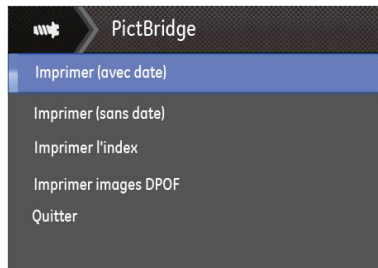 PictBridge
Imprimer (avec date)
Imprimer (sans date)
Imprimer l'index
Imprimer images DPOF
Quitter